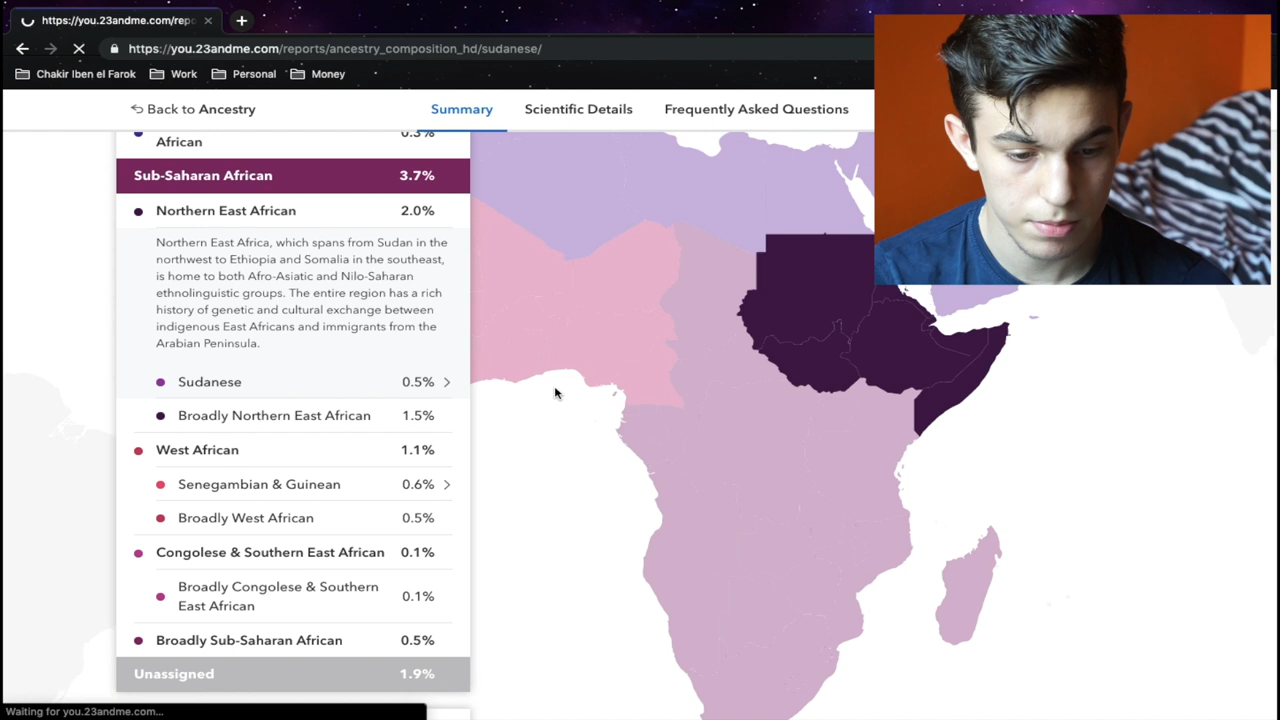 https://you.23andme.com/repo
https://you.23andme.com/reports/ancestry_composition_hd/sudanese/
Chakir Iben el Farok
Work
Personal
Money
Back to Ancestry
Summary
Scientific Details
Frequently Asked Questions
0.3%
African
Sub-Saharan African 3.7%
Northern East African 2.0%
Northern East Africa, which spans from Sudan in the
northwest to Ethiopia and Somalia in the southeast,
is home to both Afro-Asiatic and Nilo-Saharan
ethnolinguistic groups. The entire region has a rich
history of genetic and cultural exchange between
indigenous East Africans and immigrants from the
Arabian Peninsula.
Sudanese 0.5%
Broadly Northern East African 1.5%
West African 1.1%
Senegambian & Guinean 0.6%
Broadly West African 0.5%
Congolese & Southern East African 0.1%
Broadly Congolese & Southern
East African 0.1%
Broadly Sub-Saharan African 0.5%
Unassigned 1.9%
Waiting for you.23andme.com...